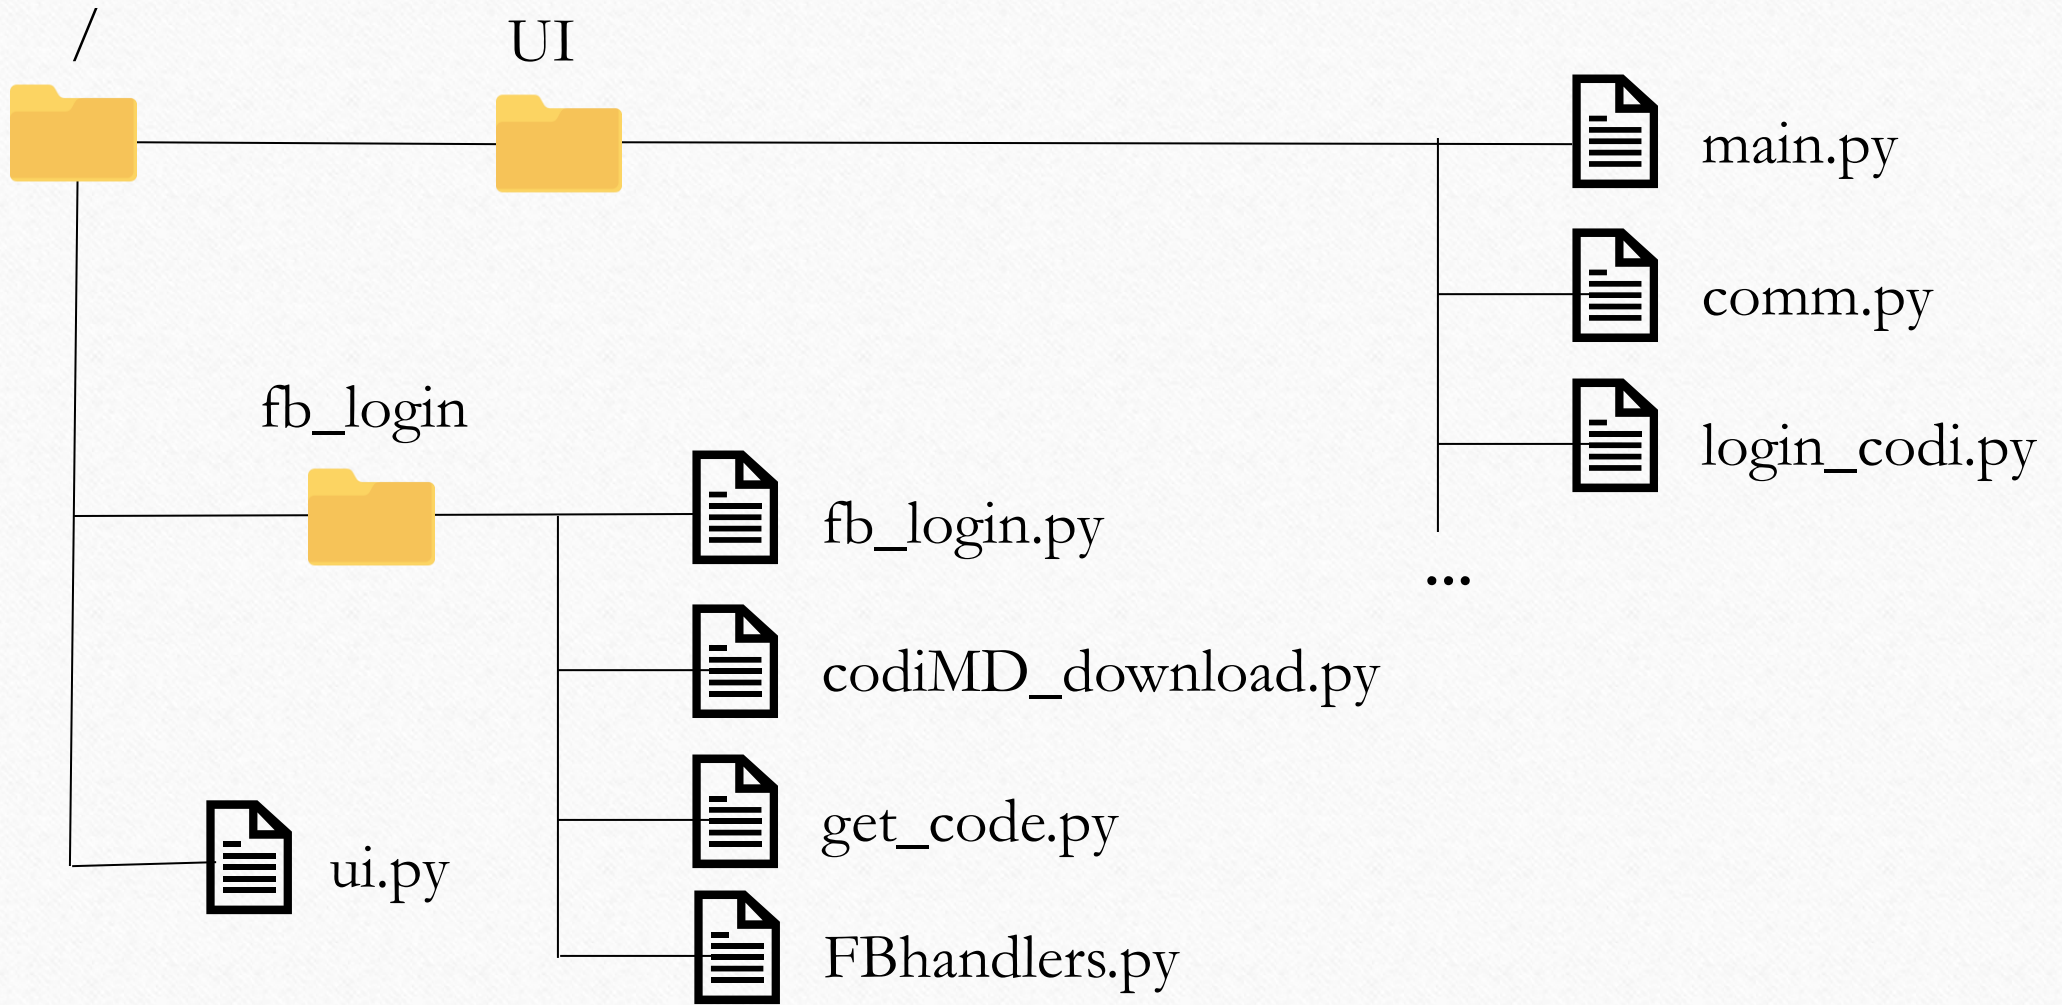 /
UI
main.py
comm.py
login_codi.py
...
fb_login
fb_login.py
codiMD_download.py
get_code.py
FBhandlers.py
ui.py